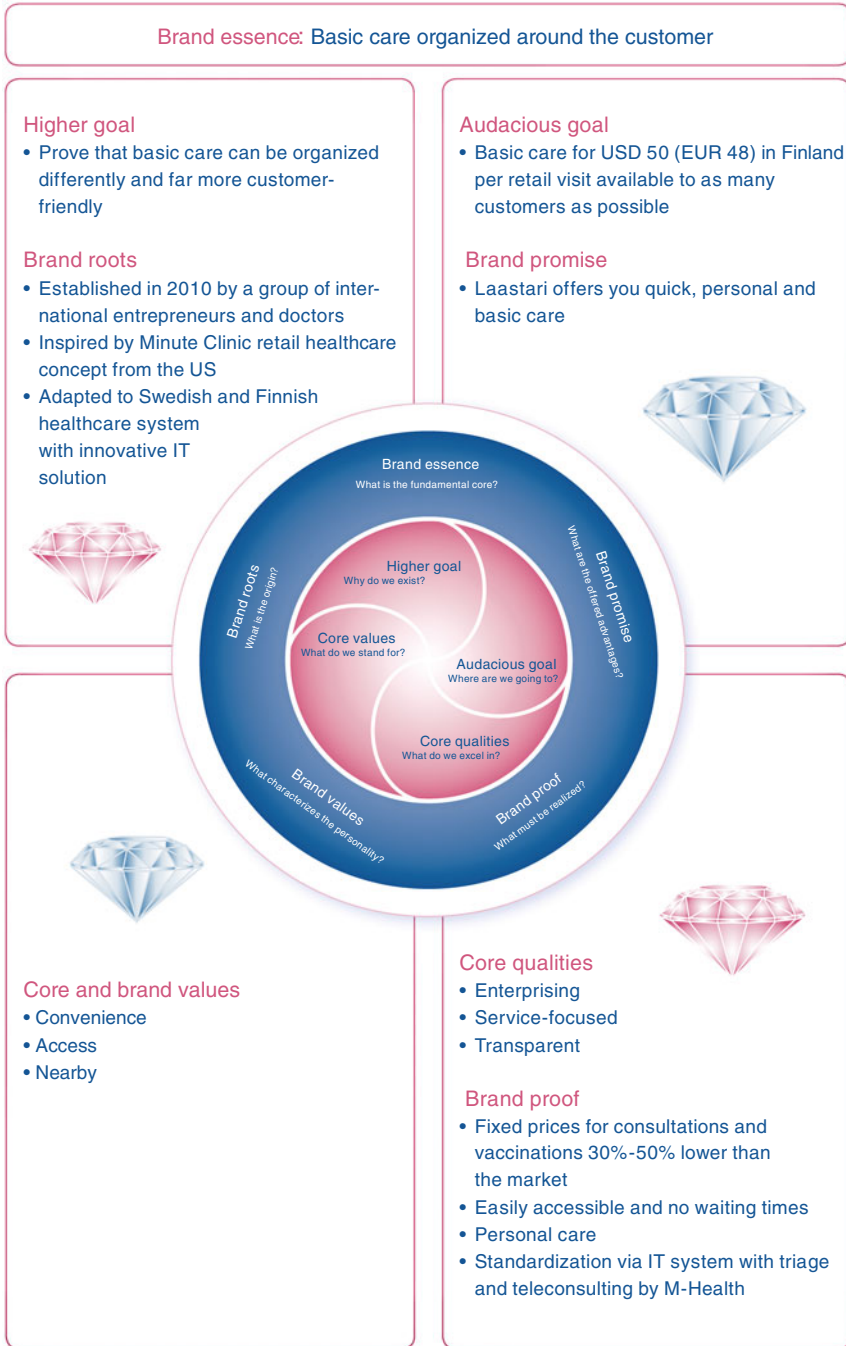 Brand essence: Basic care organized around the customer
Higher goal
• Prove that basic care can be organized
differently and far more customer-
friendly
Brand roots
• Established in 2010 by a group of inter-
national entrepreneurs and doctors
• Inspired by Minute Clinic retail healthcare
concept from the US
• Adapted to Swedish and Finnish
healthcare system
with innovative IT
solution
Audacious goal
• Basic care for USD 50 (EUR 48) in Finland
per retail visit available to as many
customers as possible
Brand promise
• Laastari offers you quick, personal and
basic care
Brand essence
What is the fundamental core?
Brand promise
What are the offered advantages?
Brand proof
What must be realized?
Brand values
What characterizes the personality?
Brand roots
What is the origin?
Higher goal
Why do we exist?
Core values
What do we stand for?
Audacious goal
Where are we going to?
Core qualities
What do we excel in?
Core and brand values
• Convenience
• Access
• Nearby
Core qualities
• Enterprising
• Service-focused
• Transparent
Brand proof
• Fixed prices for consultations and
vaccinations 30%-50% lower than
the market
• Easily accessible and no waiting times
• Personal care
• Standardization via IT system with triage
and teleconsulting by M-Health